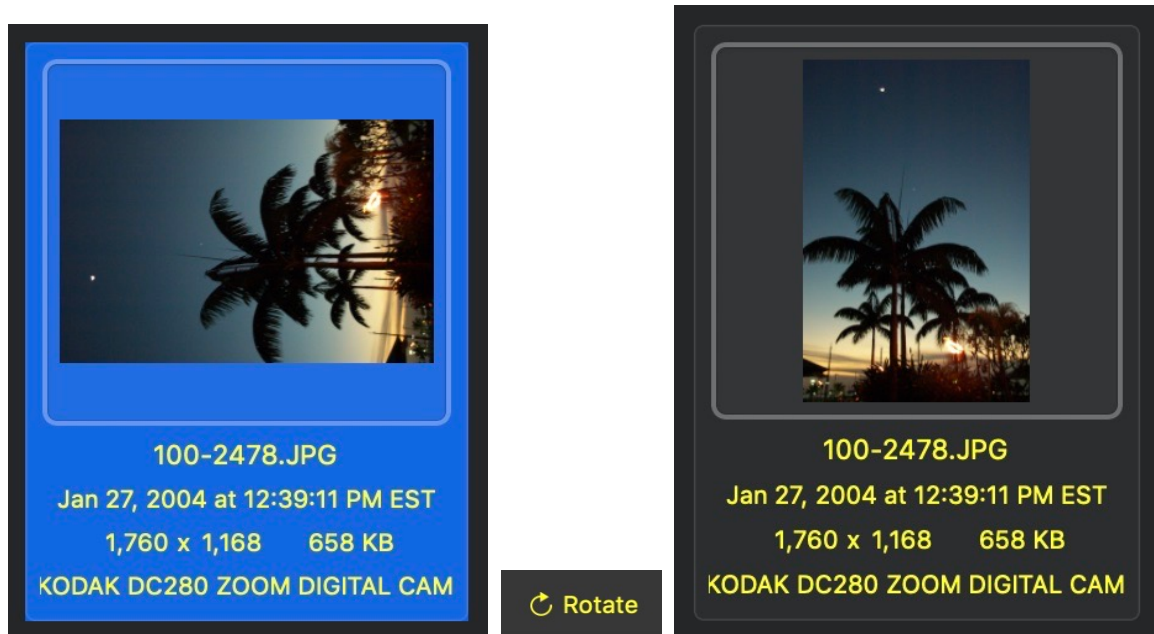 100-2478.JPG
Jan 27, 2004 at 12:39:11 PM EST
1,760 x 1,168 658 KB
KODAK DC280 ZOOM DIGITAL CAM
Rotate
100-2478.JPG
Jan 27, 2004 at 12:39:11 PM EST
1,760 x 1,168 658 KB
KODAK DC280 ZOOM DIGITAL CAM